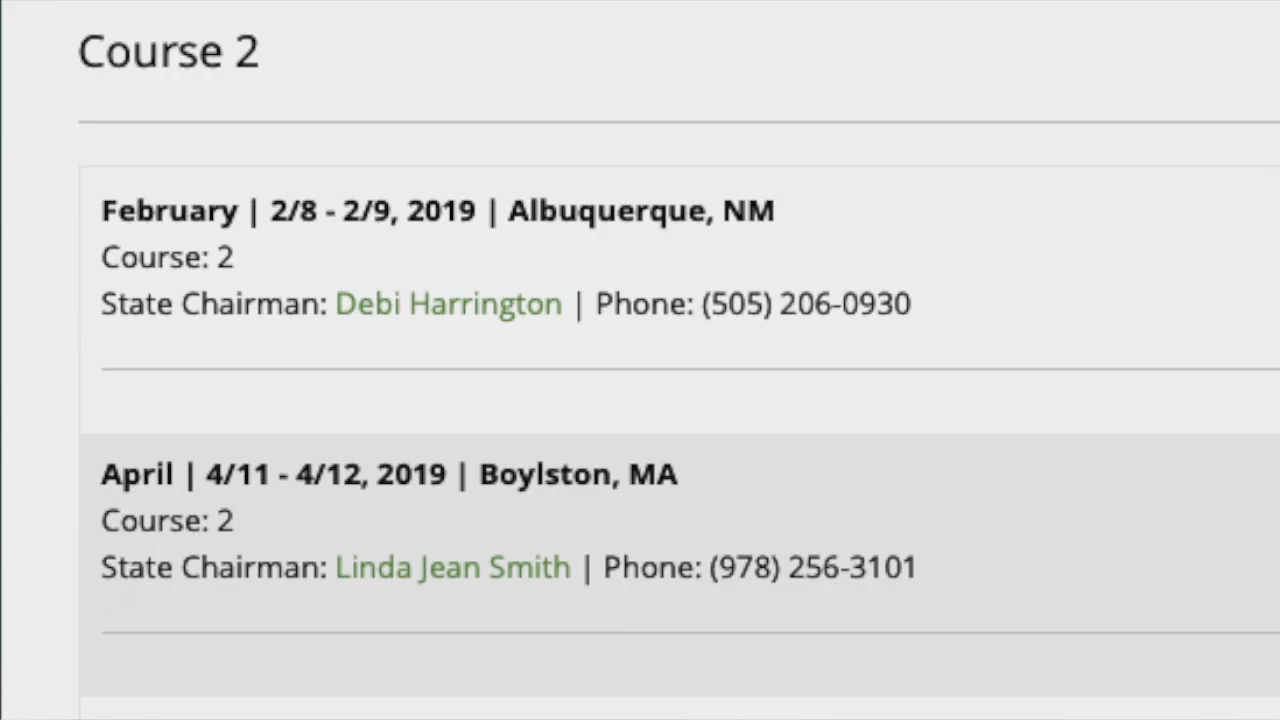 Course 2
February | 2/8 - 2/9, 2019 | Albuquerque, NM
Course: 2
State Chairman: Debi Harrington | Phone: (505) 206-0930
April | 4/11 - 4/12, 2019 | Boylston, MA
Course: 2
State Chairman: Linda Jean Smith | Phone: (978) 256-3101